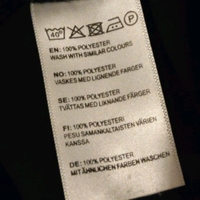 40°
P
EN: 100% POLYESTER
WASH WITH SIMILAR COLOURS
NO: 100% POLYESTER
VASKES MED LIGNENDE FARGER
SE: 100% POLYESTER
TVÄTTAS MED LIKNANDE FÄRGER
FI: 100% POLYESTER
PESU SAMANKALTAISTEN VÄRIEN
KANSSA
DE: 100% POLYESTER
MIT ÄHNLICHEN FARBEN WASCHEN